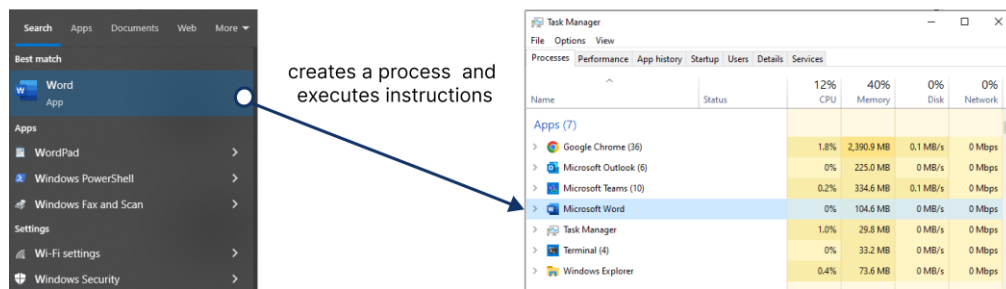 Search Apps Documents Web More
Best match
Word
App
Apps
WordPad
Windows PowerShell
Windows Fax and Scan
Settings
Wi-Fi settings
Windows Security
creates a process and
executes instructions
Task Manager
File Options View
Processes Performance App history Startup Users Details Services
12% 40% 0% 0%
Name Status CPU Memory Disk Network
Apps (7)
Google Chrome (36) 1.8% 2,390.9 MB 0.1 MB/s 0 Mbps
Microsoft Outlook (6) 0% 225.0 MB 0 MB/s 0 Mbps
Microsoft Teams (10) 0.2% 334.6 MB 0.1 MB/s 0 Mbps
Microsoft Word 0% 104.6 MB 0 MB/s 0 Mbps
Task Manager 1.0% 29.8 MB 0 MB/s 0 Mbps
Terminal (4) 0% 33.2 MB 0 MB/s 0 Mbps
Windows Explorer 0.4% 73.6 MB 0 MB/s 0 Mbps